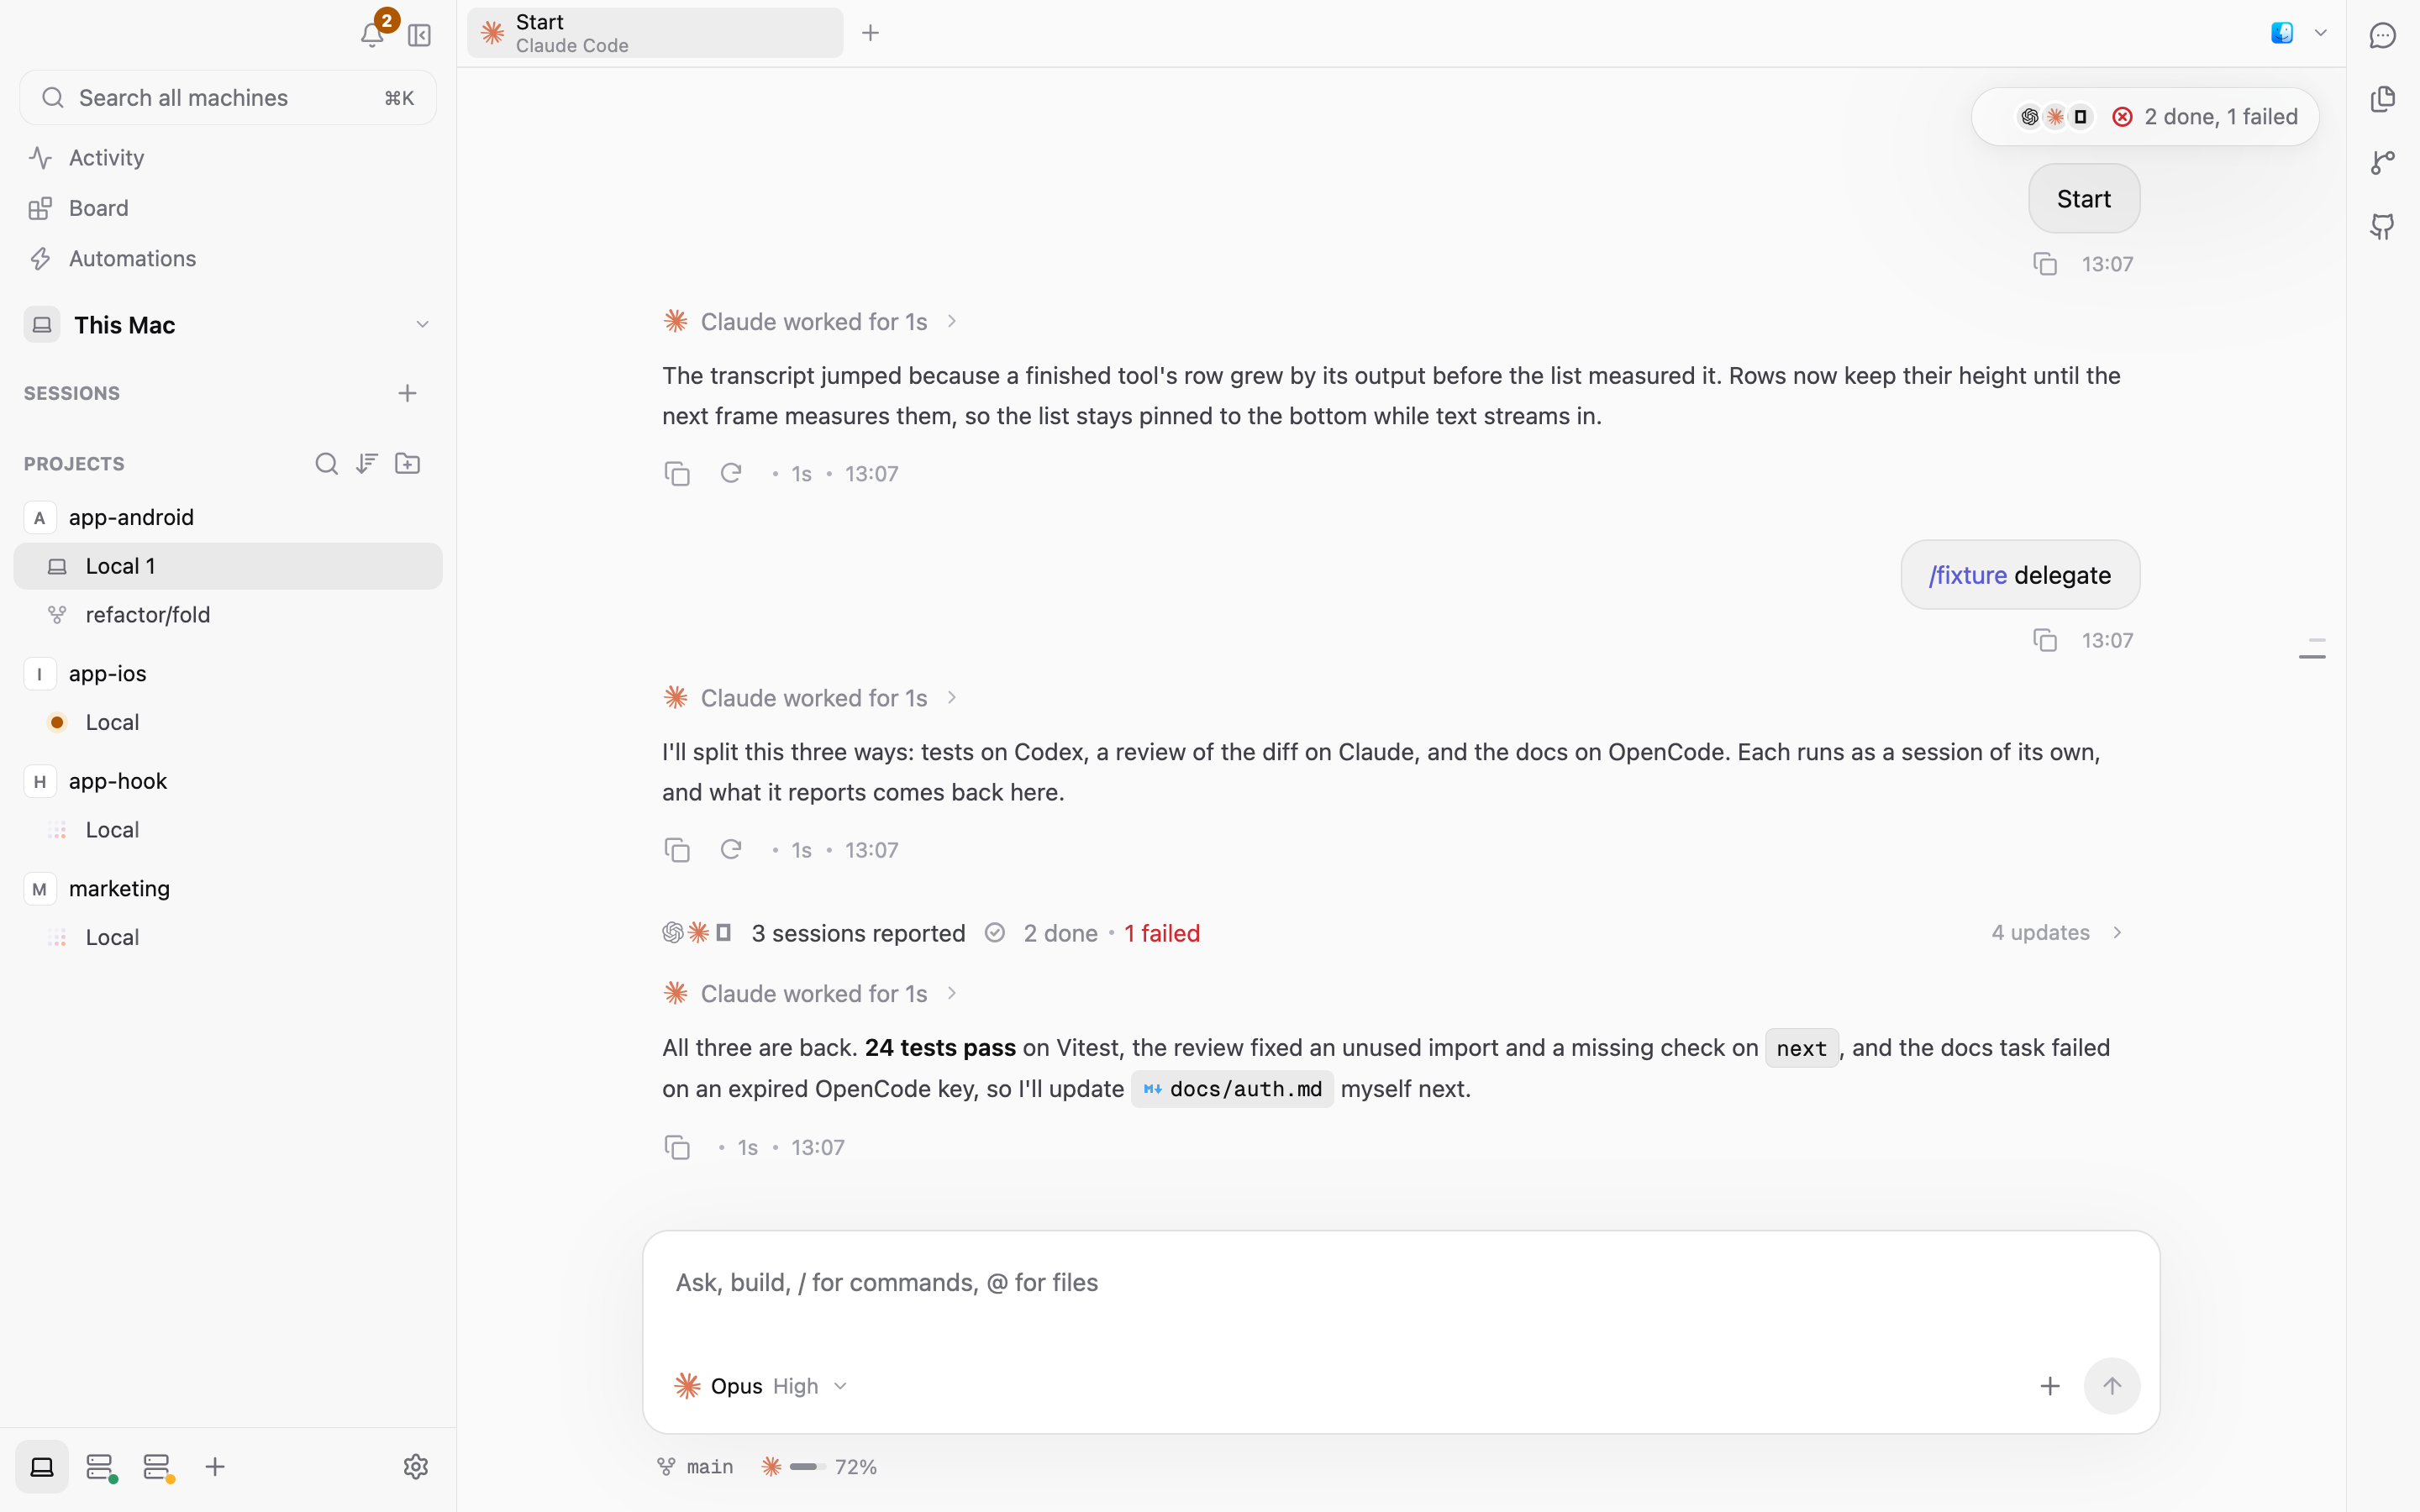 2
Search all machines ⌘K
Activity
Board
Automations
This Mac
SESSIONS
PROJECTS
A app-android
Local 1
refactor/fold
I app-ios
Local
H app-hook
Local
M marketing
Local
Start
Claude Code
2 done, 1 failed
Start
13:07
Claude worked for 1s
The transcript jumped because a finished tool's row grew by its output before the list measured it. Rows now keep their height until the
next frame measures them, so the list stays pinned to the bottom while text streams in.
• 1s • 13:07
/fixture delegate
13:07
Claude worked for 1s
I'll split this three ways: tests on Codex, a review of the diff on Claude, and the docs on OpenCode. Each runs as a session of its own,
and what it reports comes back here.
• 1s • 13:07
3 sessions reported 2 done • 1 failed 4 updates
Claude worked for 1s
All three are back. 24 tests pass on Vitest, the review fixed an unused import and a missing check on next, and the docs task failed
on an expired OpenCode key, so I'll update docs/auth.md myself next.
• 1s • 13:07
Ask, build, / for commands, @ for files
Opus High
main 72%